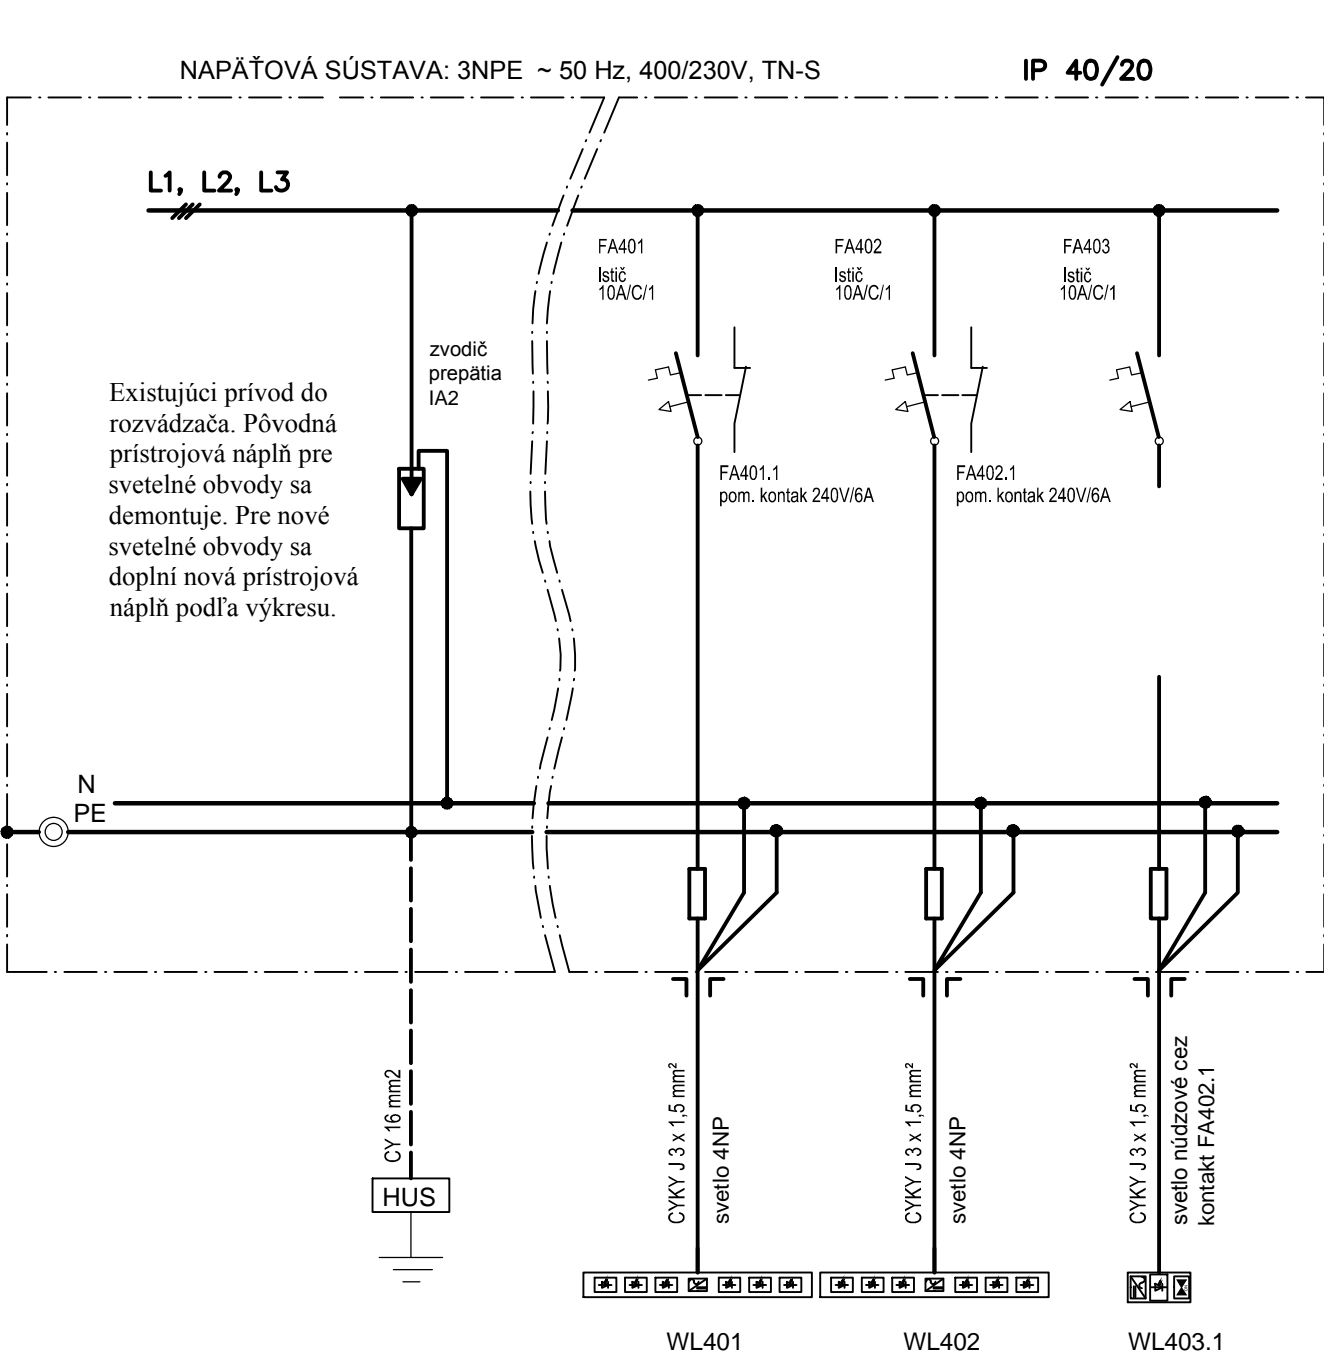 NAPÄŤOVÁ SÚSTAVA: 3NPE ~ 50 Hz, 400/230V, TN-S
IP 40/20
L1, L2, L3
FA401
Istič
10A/C/1
FA402
Istič
10A/C/1
FA403
Istič
10A/C/1
zvodič
prepätia
IA2
Existujúci prívod do
rozvádzača. Pôvodná
prístrojová náplň pre
svetelné obvody sa
demontuje. Pre nové
svetelné obvody sa
doplní nová prístrojová
náplň podľa výkresu.
FA401.1
pom. kontak 240V/6A
FA402.1
pom. kontak 240V/6A
N
PE
CY 16 mm2
HUS
CYKY J 3 x 1,5 mm²
svetlo 4NP
CYKY J 3 x 1,5 mm²
svetlo 4NP
CYKY J 3 x 1,5 mm²
svetlo núdzové cez
kontakt FA402.1
WL401
WL402
WL403.1